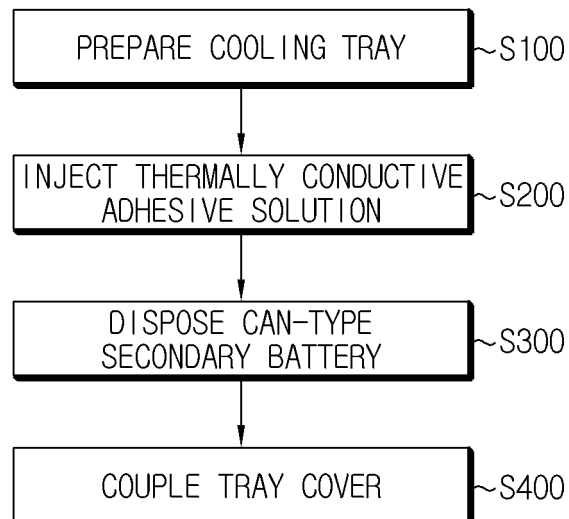 PREPARE COOLING TRAY
~S100
INJECT THERMALLY CONDUCTIVE
ADHESIVE SOLUTION
~S200
DISPOSE CAN-TYPE
SECONDARY BATTERY
~S300
COUPLE TRAY COVER
~S400